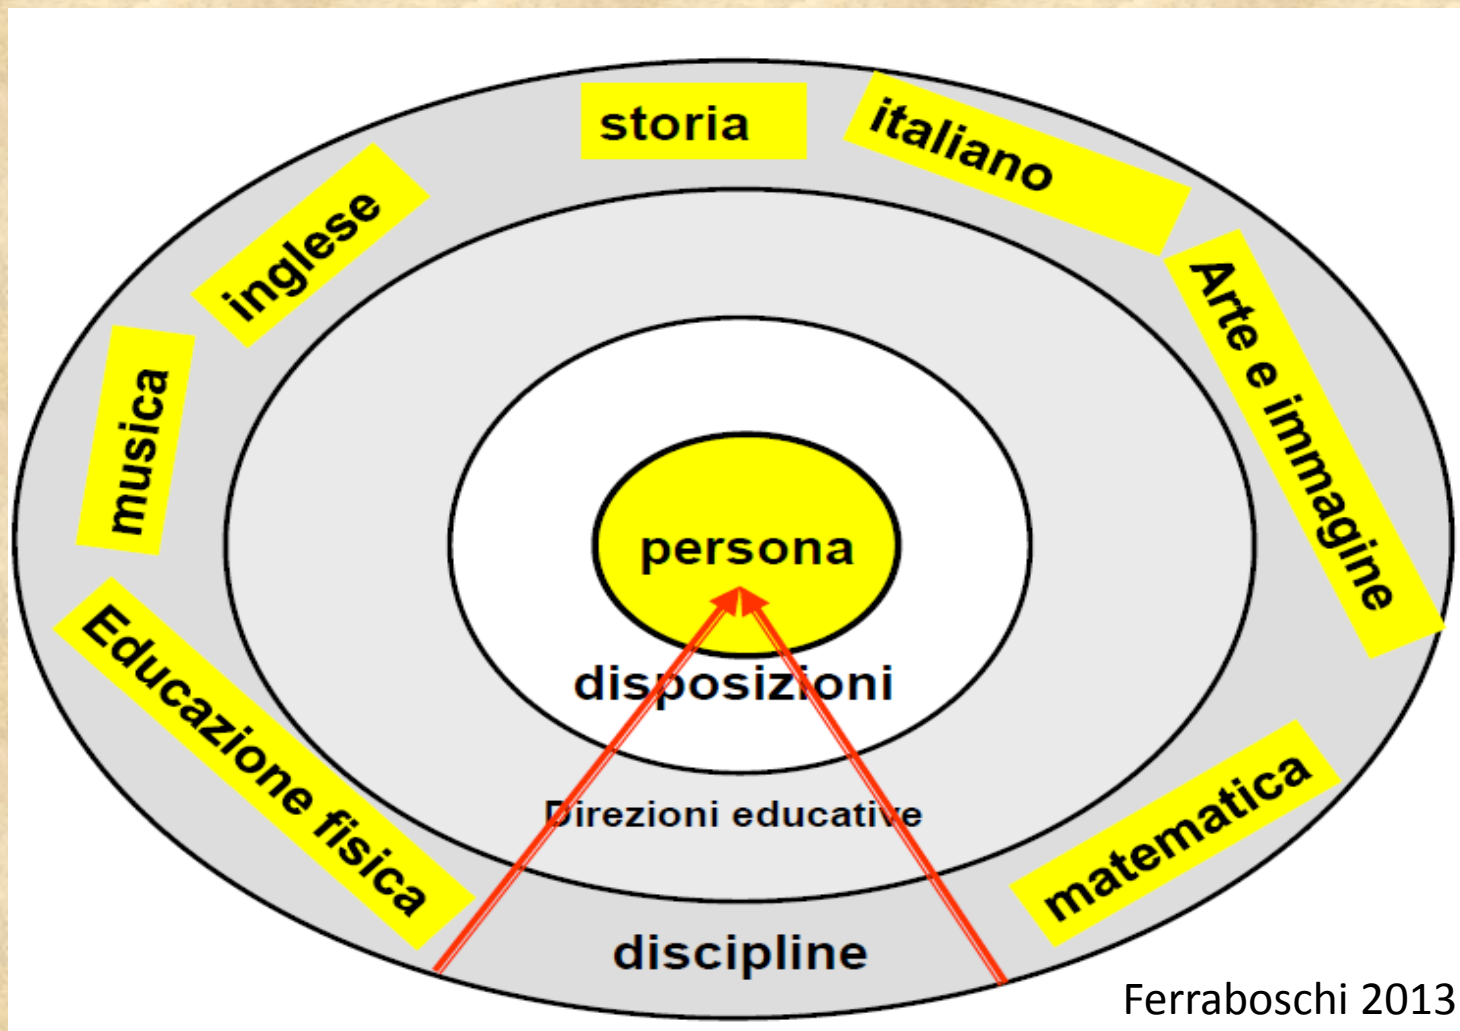 storia
italiano
inglese
Arte e immagine
musica
persona
Educazione fisica
disposizioni
Direzioni educative
matematica
discipline
Ferraboschi 2013